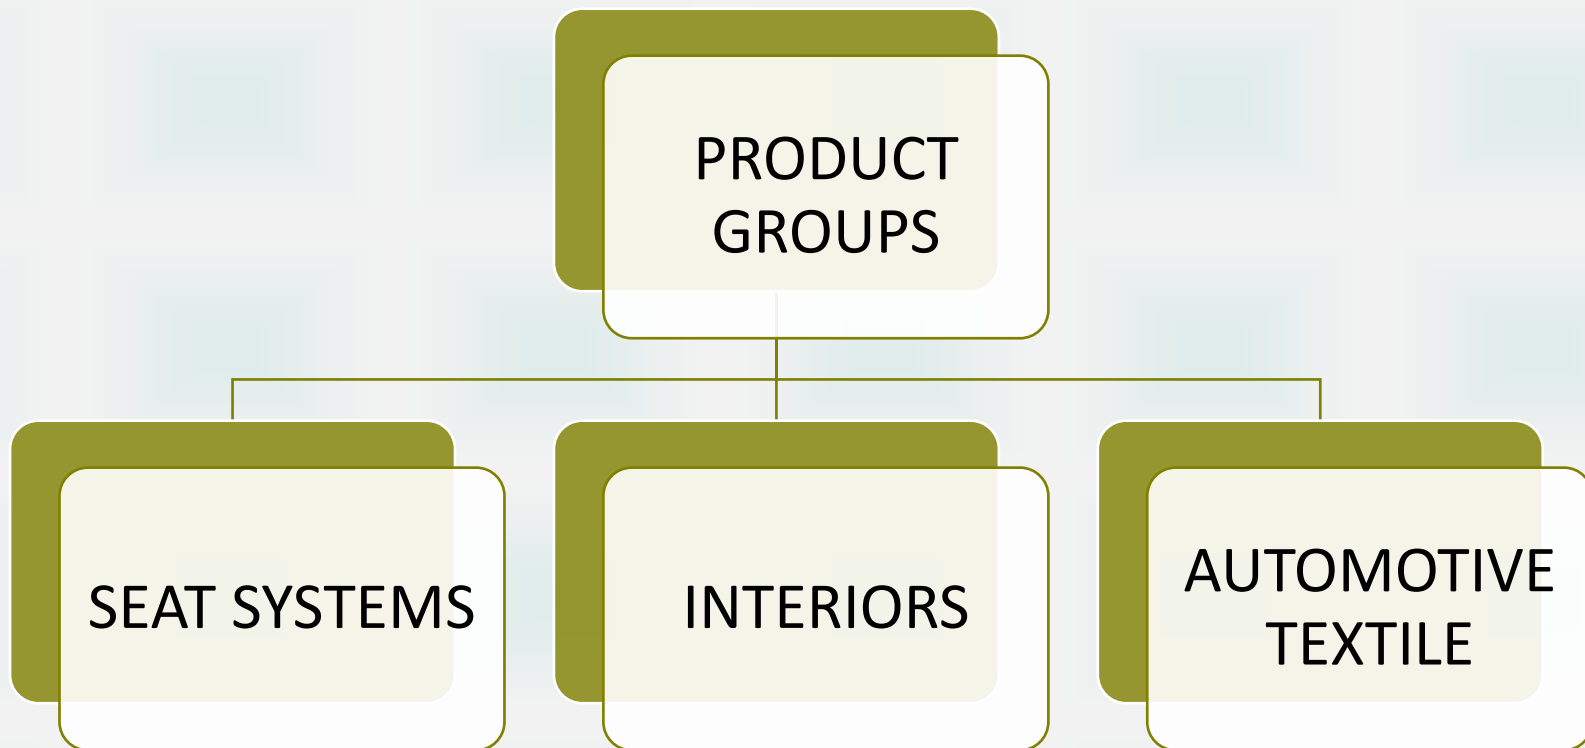 PRODUCT
GROUPS
SEAT SYSTEMS
INTERIORS
AUTOMOTIVE
TEXTILE